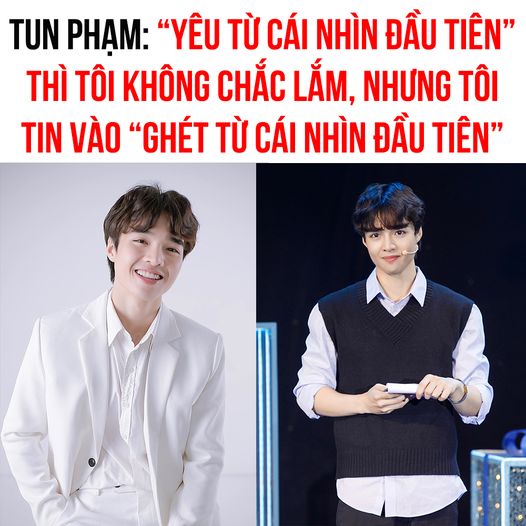 TUN PHẠM: “YÊU TỪ CÁI NHÌN ĐẦU TIÊN”
THÌ TÔI KHÔNG CHẮC LẮM, NHƯNG TÔI
TIN VÀO “GHÉT TỪ CÁI NHÌN ĐẦU TIÊN”